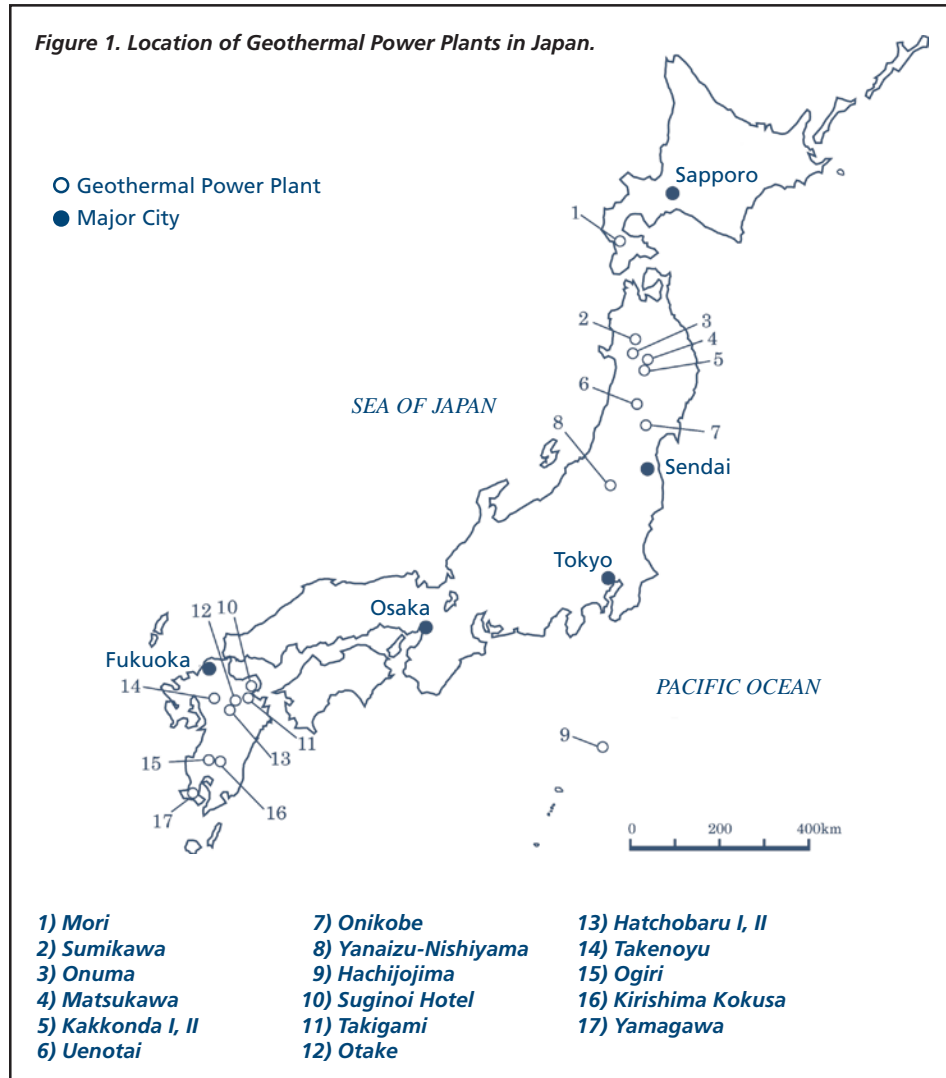 Figure 1. Location of Geothermal Power Plants in Japan.
Geothermal Power Plant
Major City
Sapporo
1
2
3
4
5
6
SEA OF JAPAN
8
7
Sendai
Tokyo
12 10
Osaka
Fukuoka
14
PACIFIC OCEAN
11
9
13
15
16
17
0 200 400km
1) Mori
2) Sumikawa
3) Onuma
4) Matsukawa
5) Kakkonda I, II
6) Uenotai
7) Onikobe
8) Yanaizu-Nishiyama
9) Hachijojima
10) Suginoi Hotel
11) Takigami
12) Otake
13) Hatchobaru I, II
14) Takenoyu
15) Ogiri
16) Kirishima Kokusa
17) Yamagawa